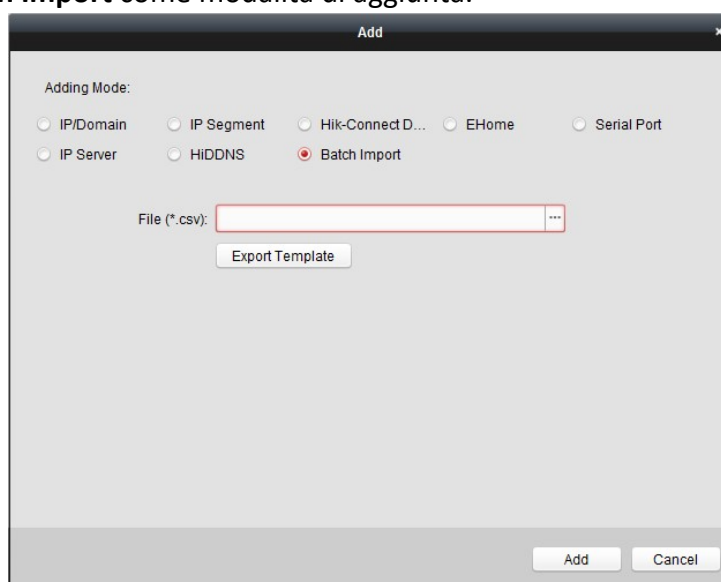 Import come modalità di aggiunta.
Add
Adding Mode:
IP/Domain IP Segment Hik-Connect D... EHome Serial Port
IP Server HiDDNS Batch Import
File (*.csv): ...
Export Template
Add Cancel